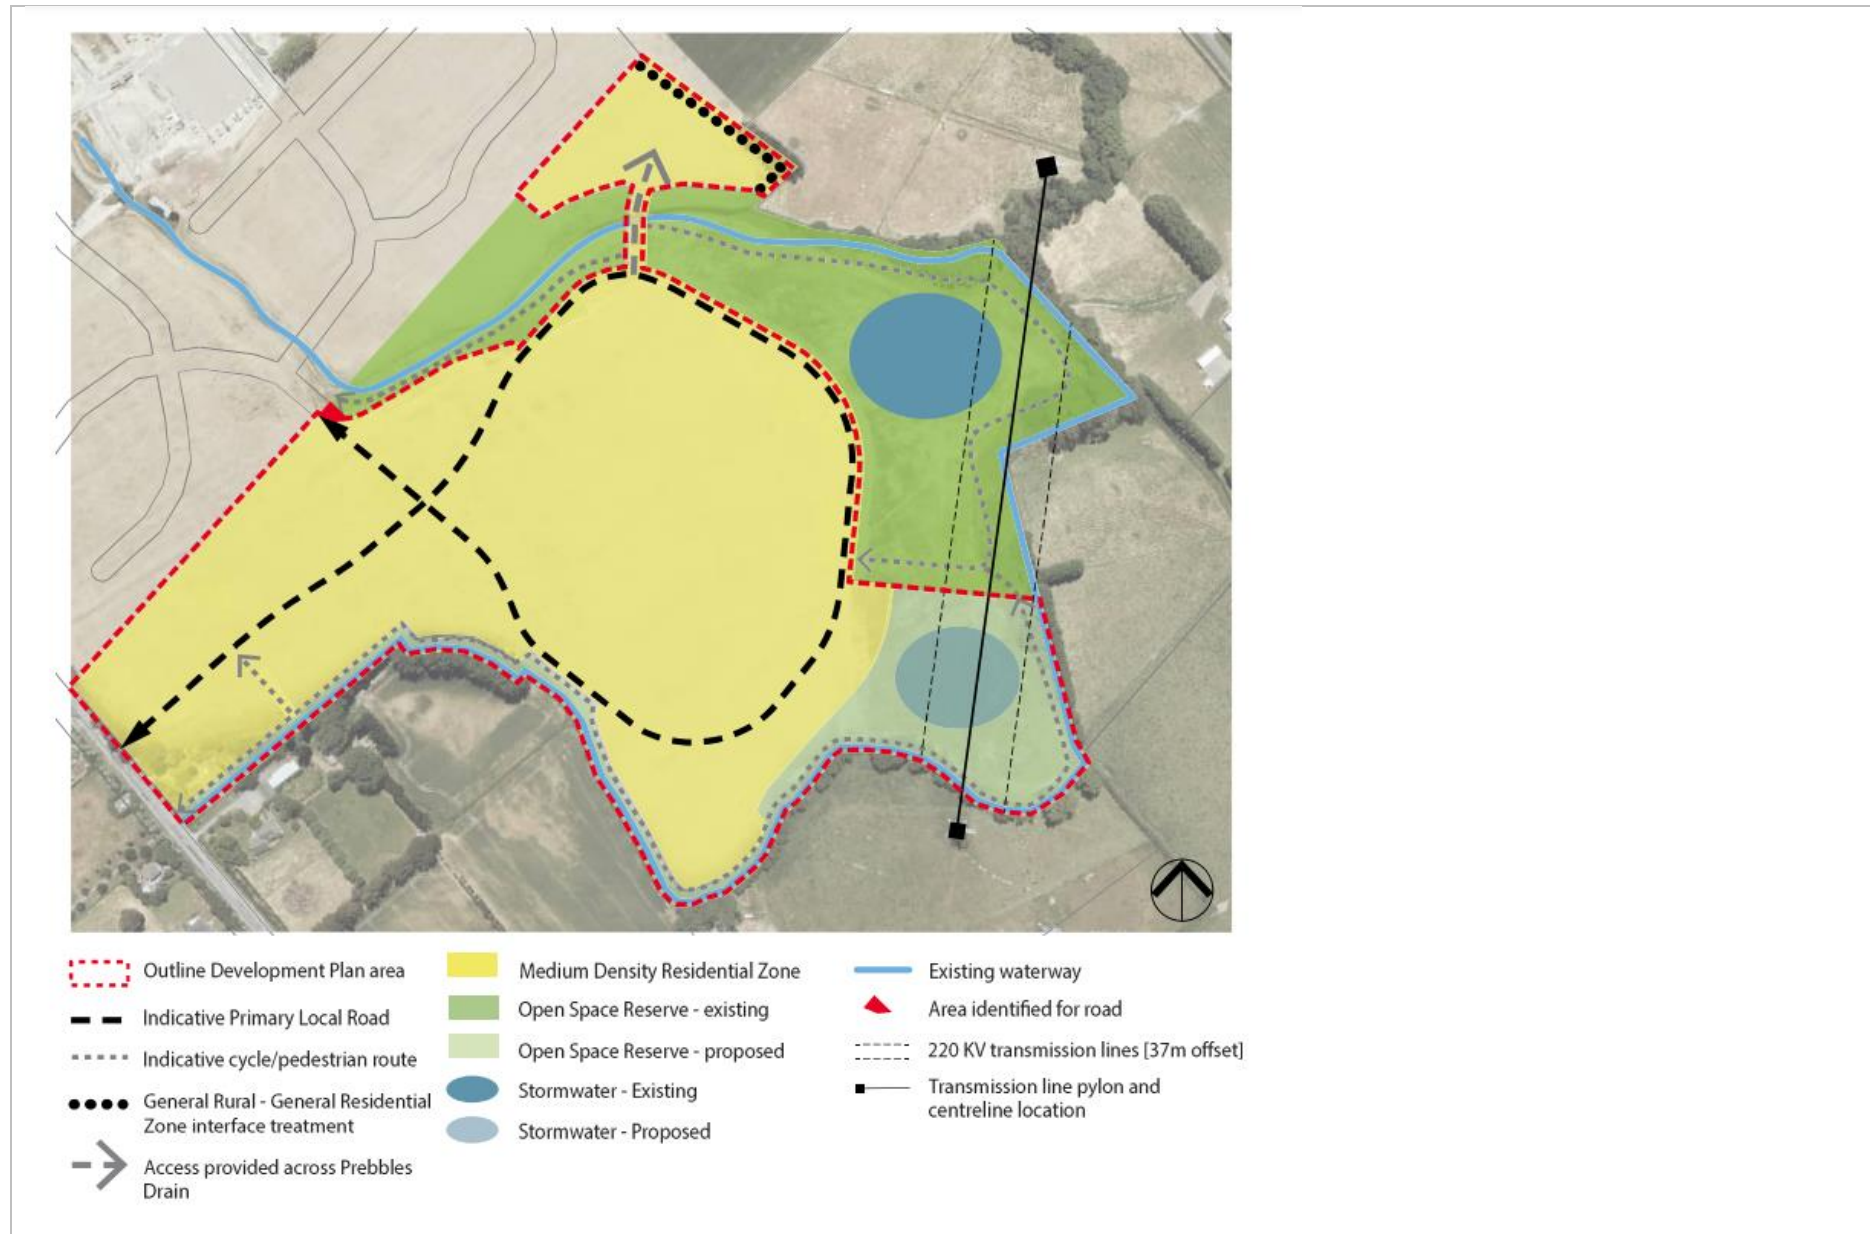 Outline Development Plan area
Indicative Primary Local Road
Indicative cycle/pedestrian route
General Rural - General Residential
Zone interface treatment
Access provided across Prebbles
Drain
Medium Density Residential Zone
Open Space Reserve - existing
Open Space Reserve - proposed
Stormwater - Existing
Stormwater - Proposed
Existing waterway
Area identified for road
220 KV transmission lines [37m offset]
Transmission line pylon and
centreline location